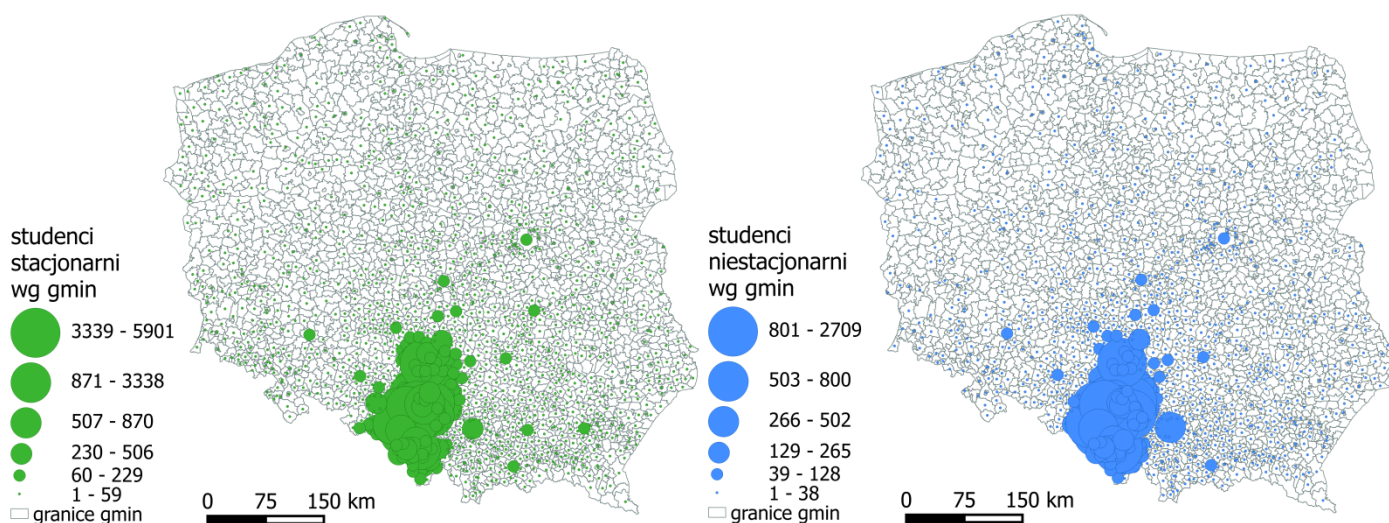 studenci
stacjonarni
wg gmin
3339 - 5901
871 - 3338
507 - 870
230 - 506
60 - 229
1 - 59
granice gmin
0 75 150 km
studenci
niestacjonarni
wg gmin
801 - 2709
503 - 800
266 - 502
129 - 265
39 - 128
1 - 38
granice gmin
0 75 150 km